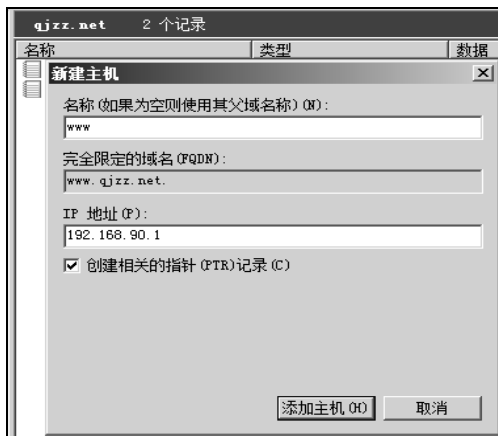 qjzz.net 2 个记录
名称 类型 数据
新建主机
名称(如果为空则使用其父域名称)(N):
www
完全限定的域名(FQDN):
www.qjzz.net.
IP 地址(P):
192.168.90.1
创建相关的指针(PTR)记录(C)
添加主机(H) 取消